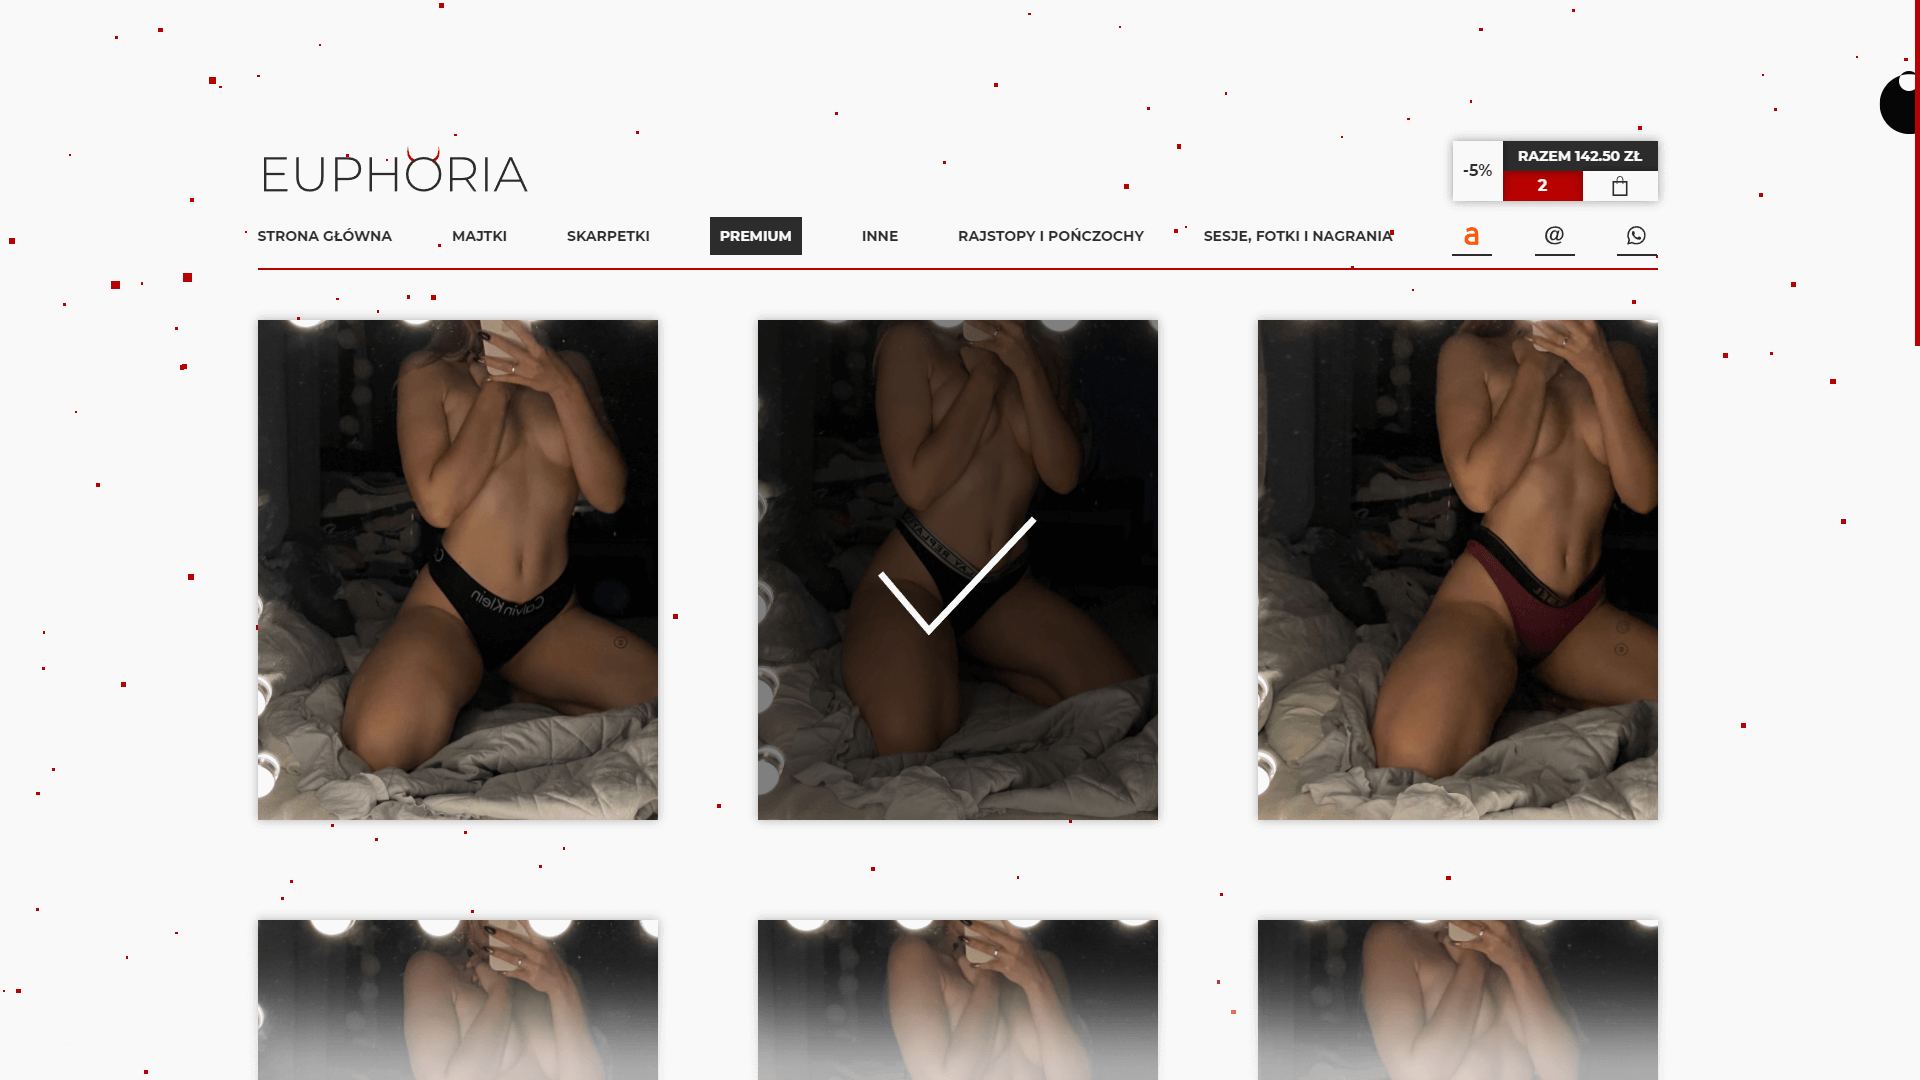 EUPHORIA
-5%
RAZEM 142.50 ZŁ
2
STRONA GŁÓWNA MAJTKI SKARPETKI PREMIUM INNE RAJSTOPY I POŃCZOCHY SESJE, FOTKI I NAGRANIA a @
Calvin Klein